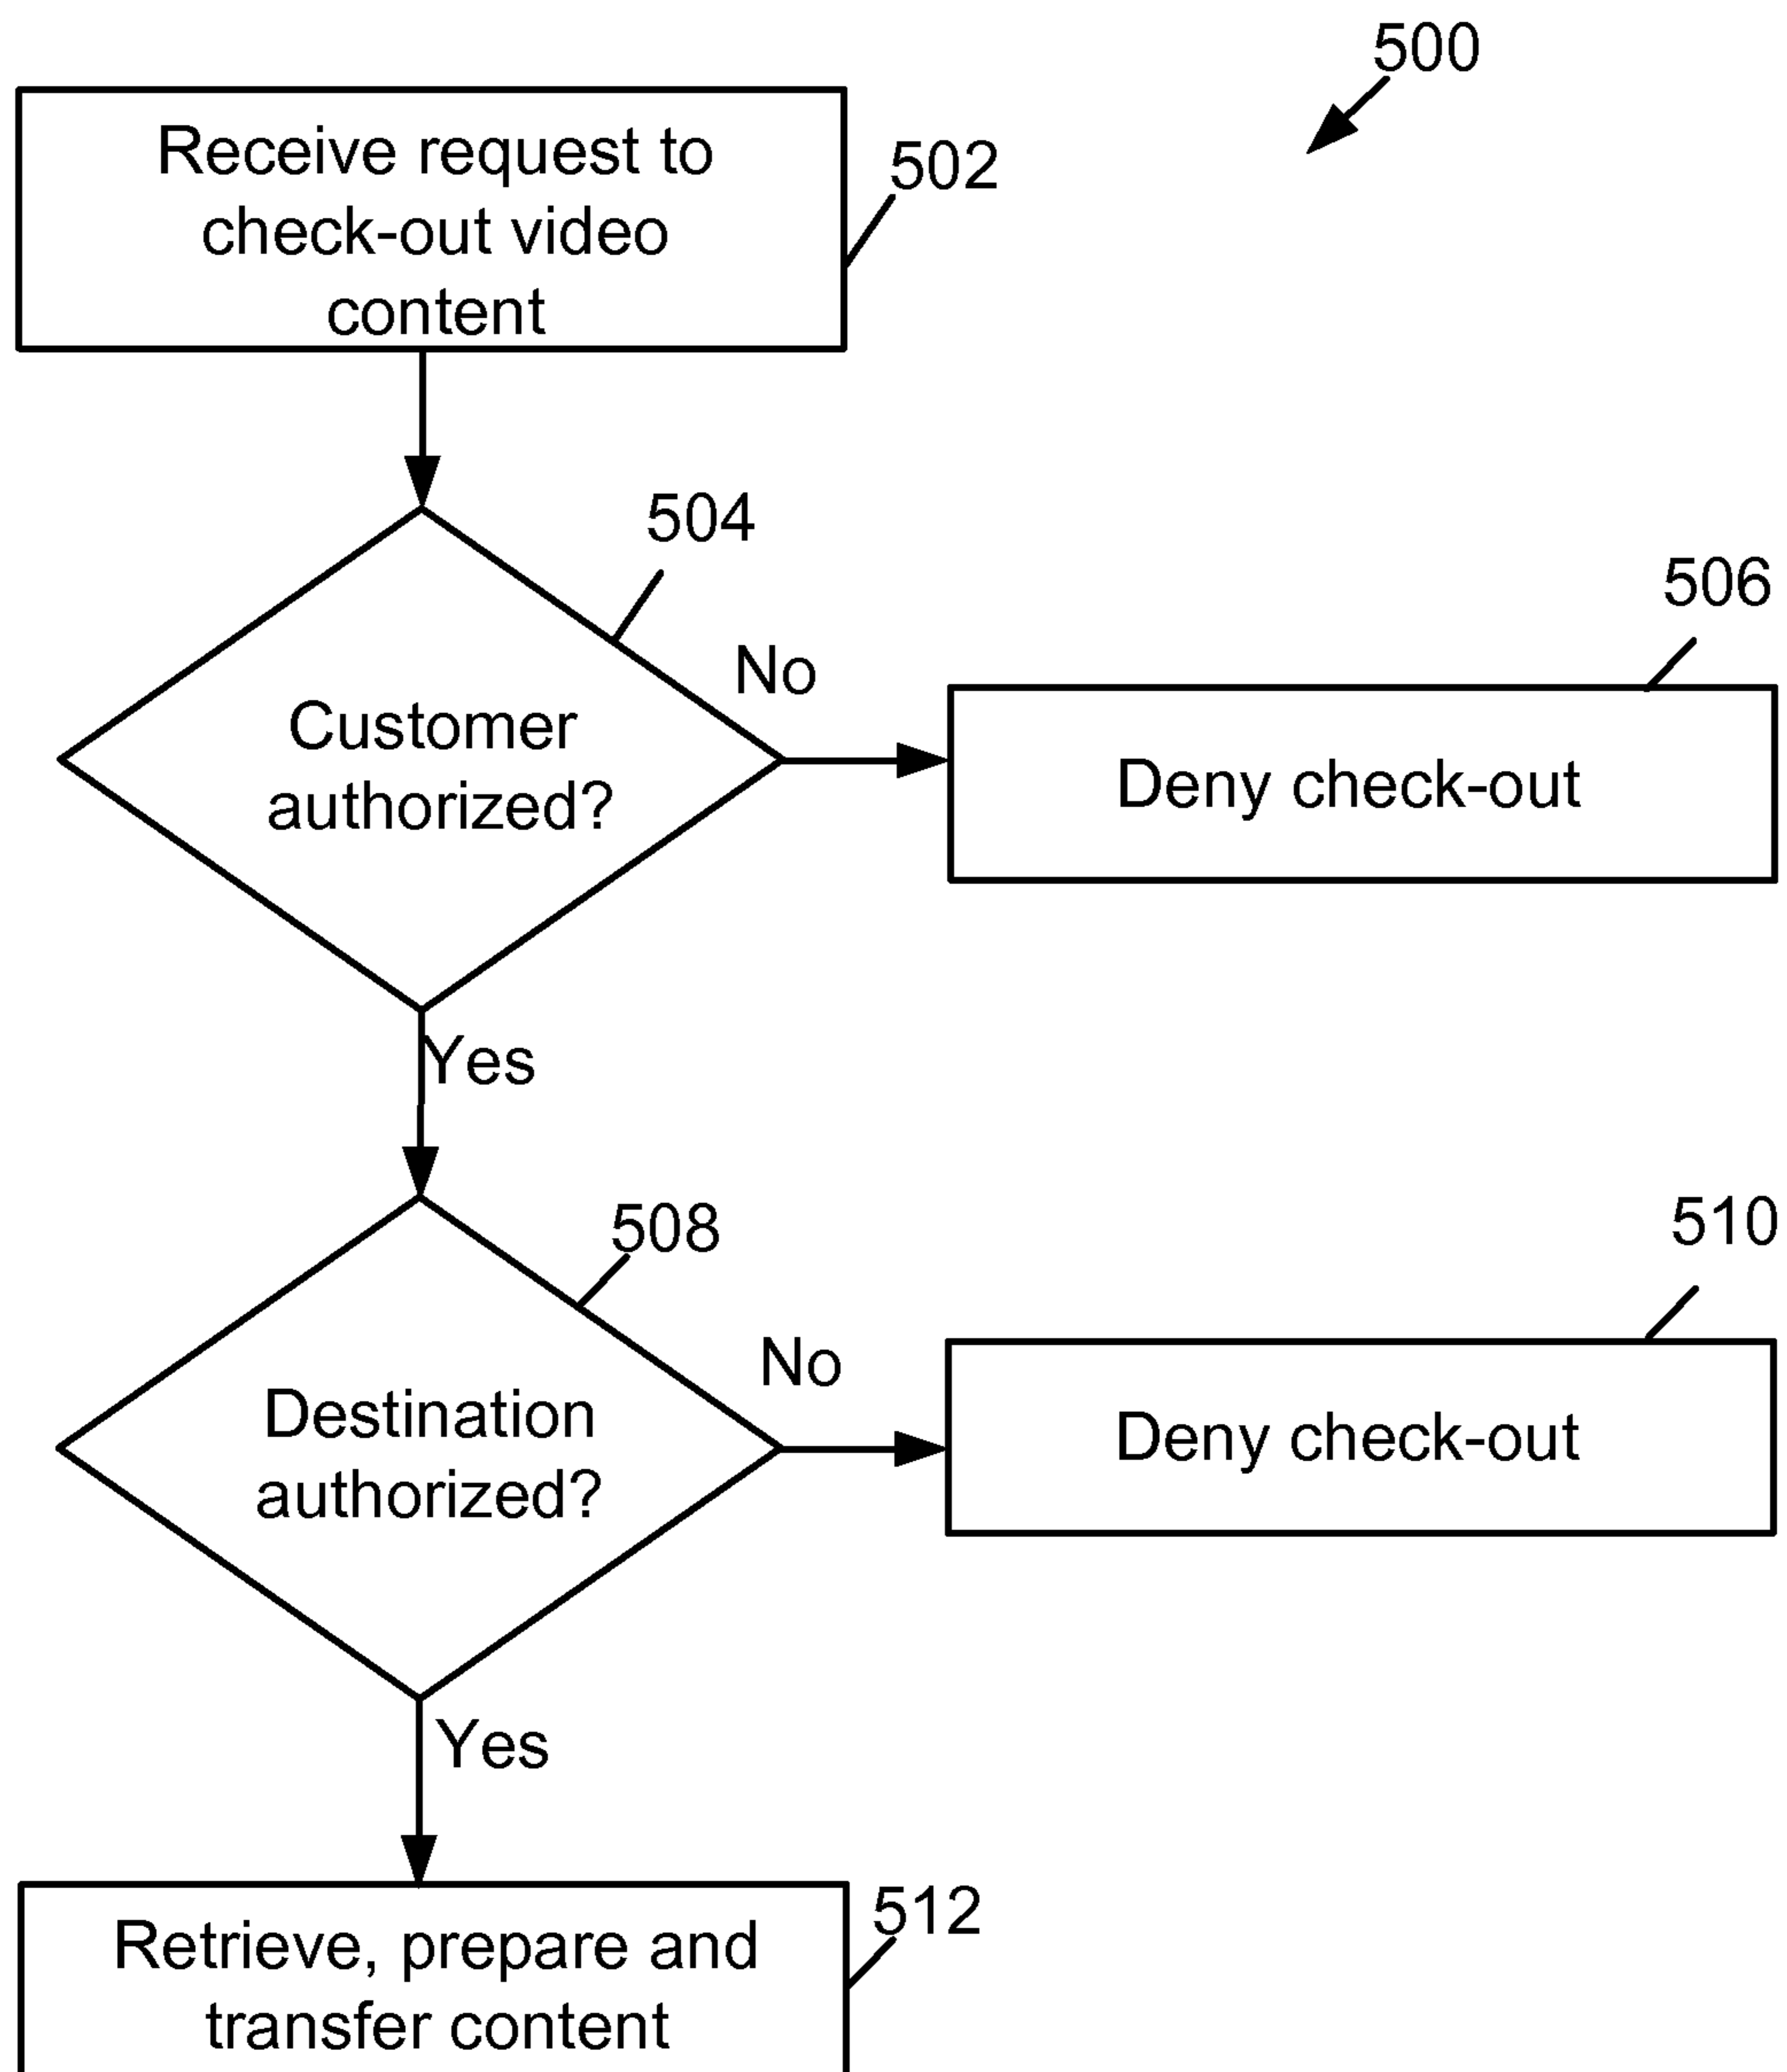 500
Receive request to
check-out video
content
502
504
Customer
authorized?
No
506
Deny check-out
Yes
508
Destination
authorized?
No
510
Deny check-out
Yes
512
Retrieve, prepare and
transfer content